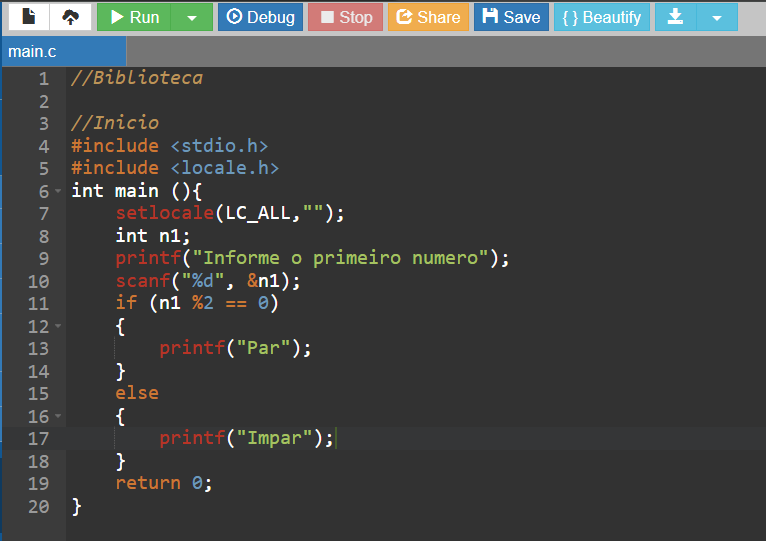 Run Debug Stop Share Save { } Beautify
main.c
1 //Biblioteca
2
3 //Inicio
4 #include <stdio.h>
5 #include <locale.h>
6 int main (){
7     setlocale(LC_ALL,"");
8     int n1;
9     printf("Informe o primeiro numero");
10     scanf("%d", &n1);
11     if (n1 %2 == 0)
12     {
13         printf("Par");
14     }
15     else
16     {
17         printf("Impar");
18     }
19     return 0;
20 }